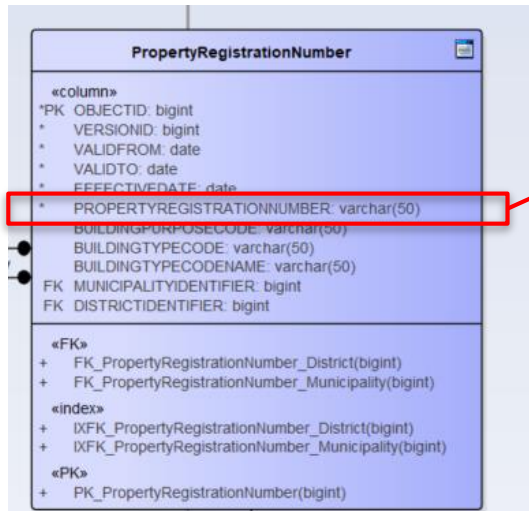 PropertyRegistrationNumber
«column»
*PK OBJECTID: bigint
* VERSIONID: bigint
* VALIDFROM: date
* VALIDTO: date
* EFFECTIVEDATE: date
* PROPERTYREGISTRATIONNUMBER: varchar(50)
BUILDINGPURPOSECODE: varchar(50)
BUILDINGTYPECODE: varchar(50)
BUILDINGTYPECODENAME: varchar(50)
FK MUNICIPALITYIDENTIFIER: bigint
FK DISTRICTIDENTIFIER: bigint
«FK»
+ FK_PropertyRegistrationNumber_District(bigint)
+ FK_PropertyRegistrationNumber_Municipality(bigint)
«index»
+ IXFK_PropertyRegistrationNumber_District(bigint)
+ IXFK_PropertyRegistrationNumber_Municipality(bigint)
«PK»
+ PK_PropertyRegistrationNumber(bigint)